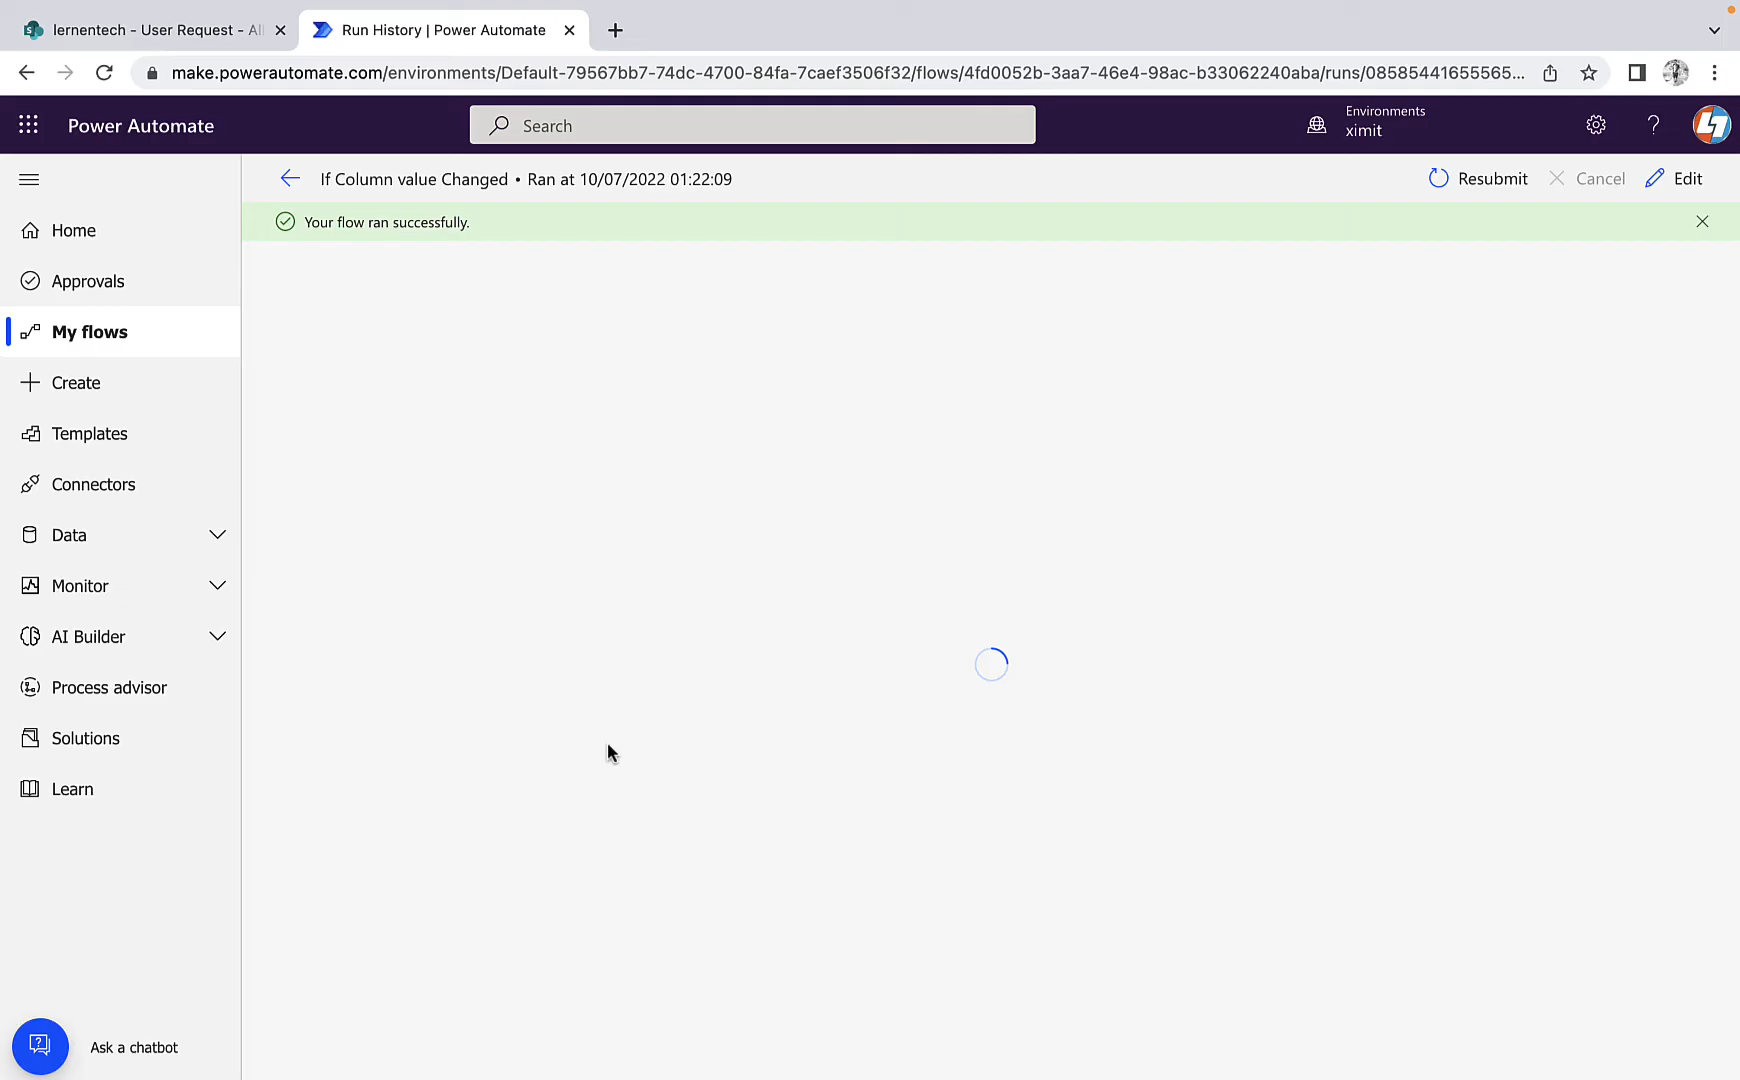 lernentech - User Request - Al
Run History | Power Automate
make.powerautomate.com/environments/Default-79567bb7-74dc-4700-84fa-7caef3506f32/flows/4fd0052b-3aa7-46e4-98ac-b33062240aba/runs/08585441655565...
Power Automate
Search
Environments
ximit
If Column value Changed • Ran at 10/07/2022 01:22:09
Resubmit
Cancel
Edit
Your flow ran successfully.
Home
Approvals
My flows
Create
Templates
Connectors
Data
Monitor
AI Builder
Process advisor
Solutions
Learn
Ask a chatbot